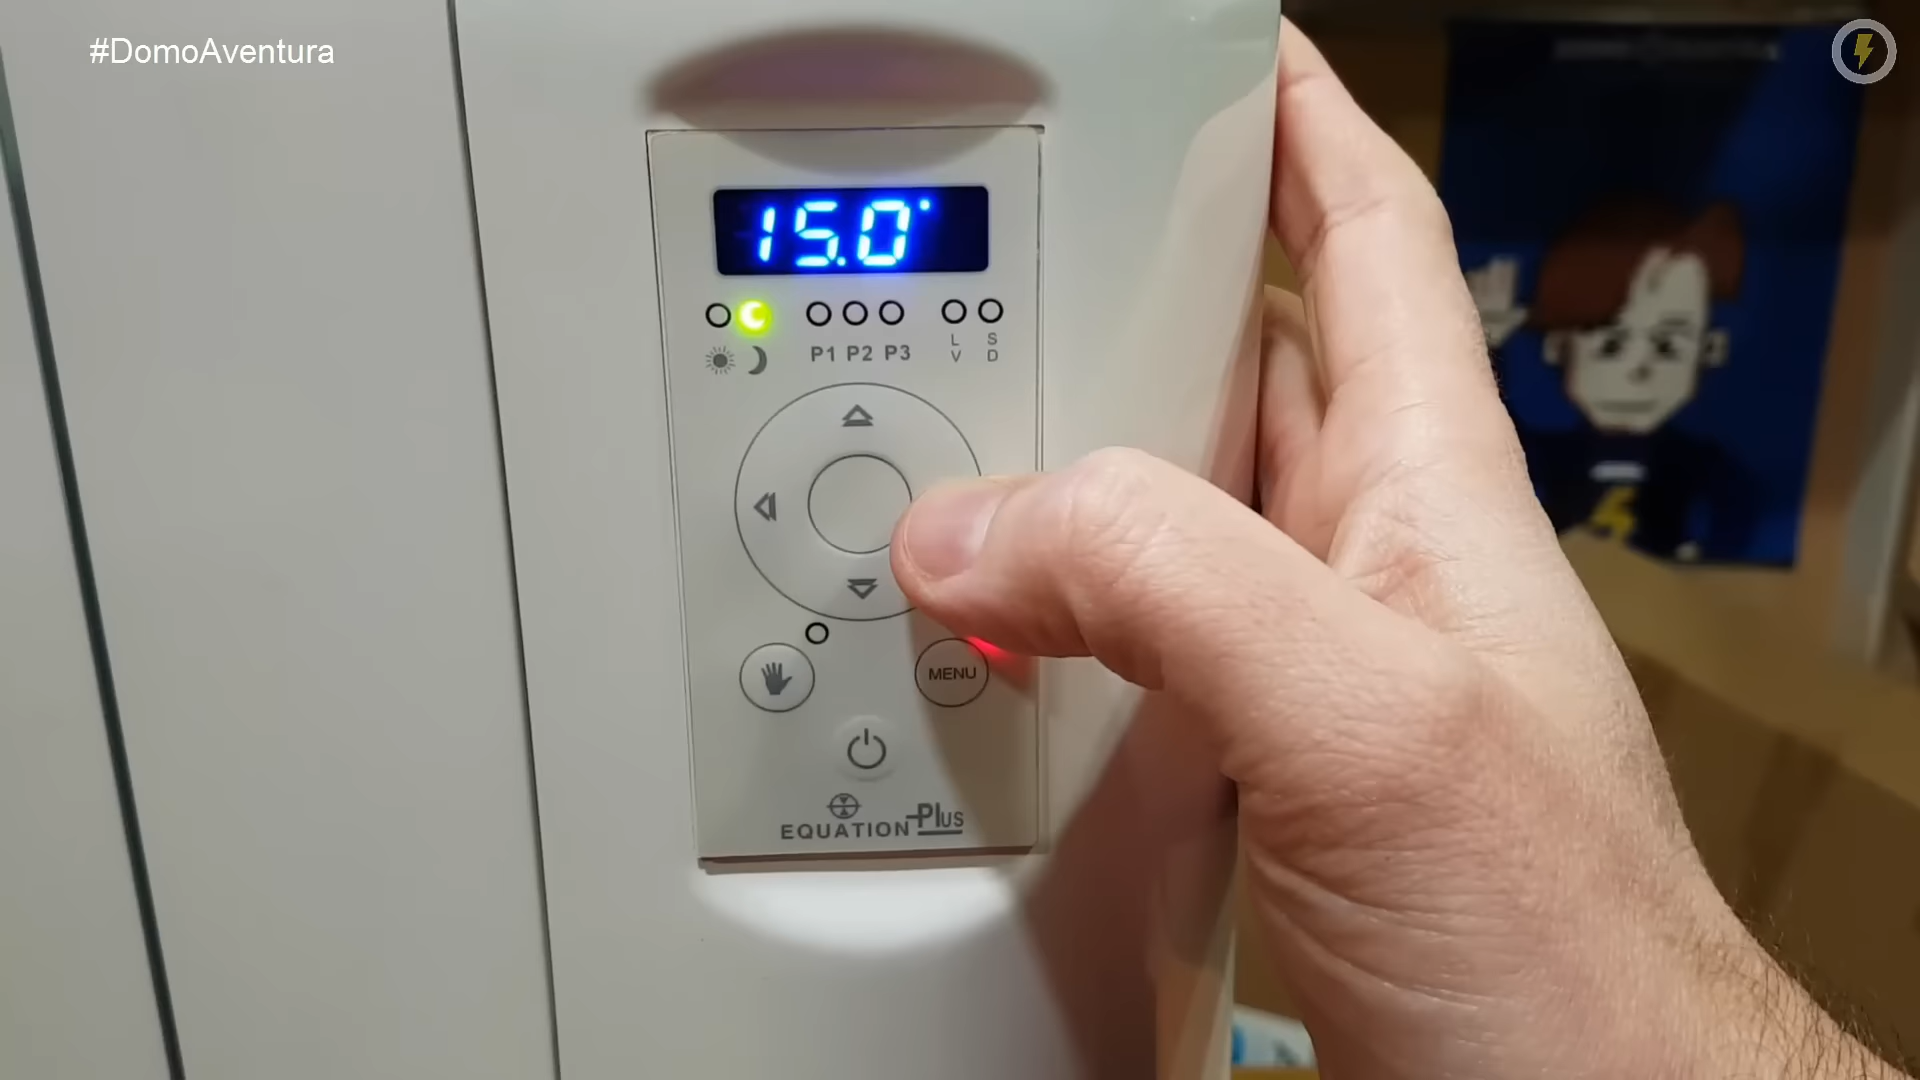 #DomoAventura
15.0°
P1 P2 P3
L S
V D
MENU
EQUATION Plus